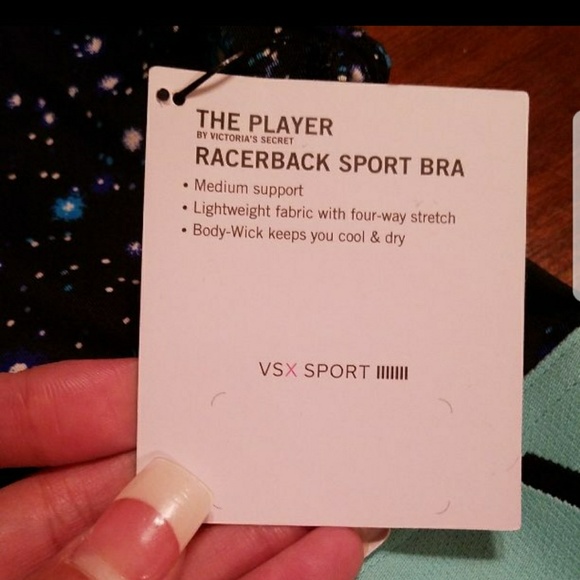 THE PLAYER
BY VICTORIA'S SECRET
RACERBACK SPORT BRA
• Medium support
• Lightweight fabric with four-way stretch
• Body-Wick keeps you cool & dry
VSX SPORT